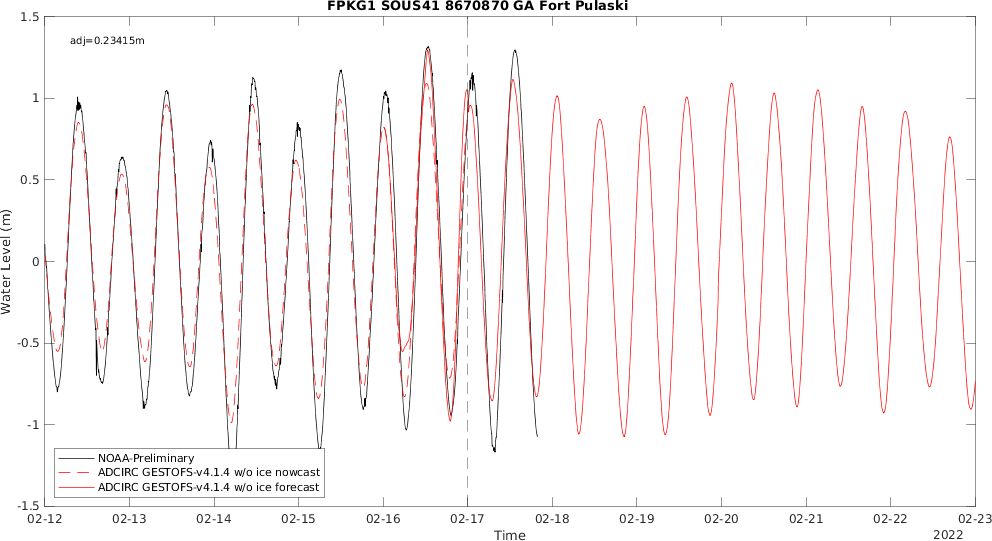 FPKG1 SOUS41 8670870 GA Fort Pulaski
adj=0.23415m
1.5
1
0.5
0
-0.5
-1
-1.5
Water Level (m)
NOAA-Preliminary
ADCIRC GESTOFS-v4.1.4 w/o ice nowcast
ADCIRC GESTOFS-v4.1.4 w/o ice forecast
02-12 02-13 02-14 02-15 02-16 02-17 02-18 02-19 02-20 02-21 02-22 02-23
Time
2022